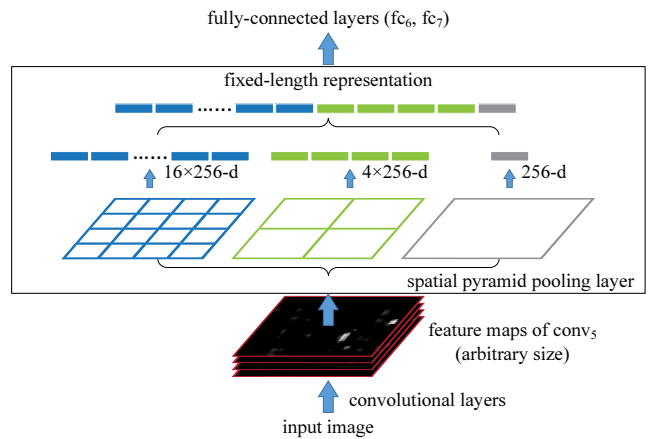 fully-connected layers (fc₆, fc₇)
fixed-length representation
......
......
16×256-d
4×256-d
256-d
spatial pyramid pooling layer
feature maps of conv₅
(arbitrary size)
convolutional layers
input image